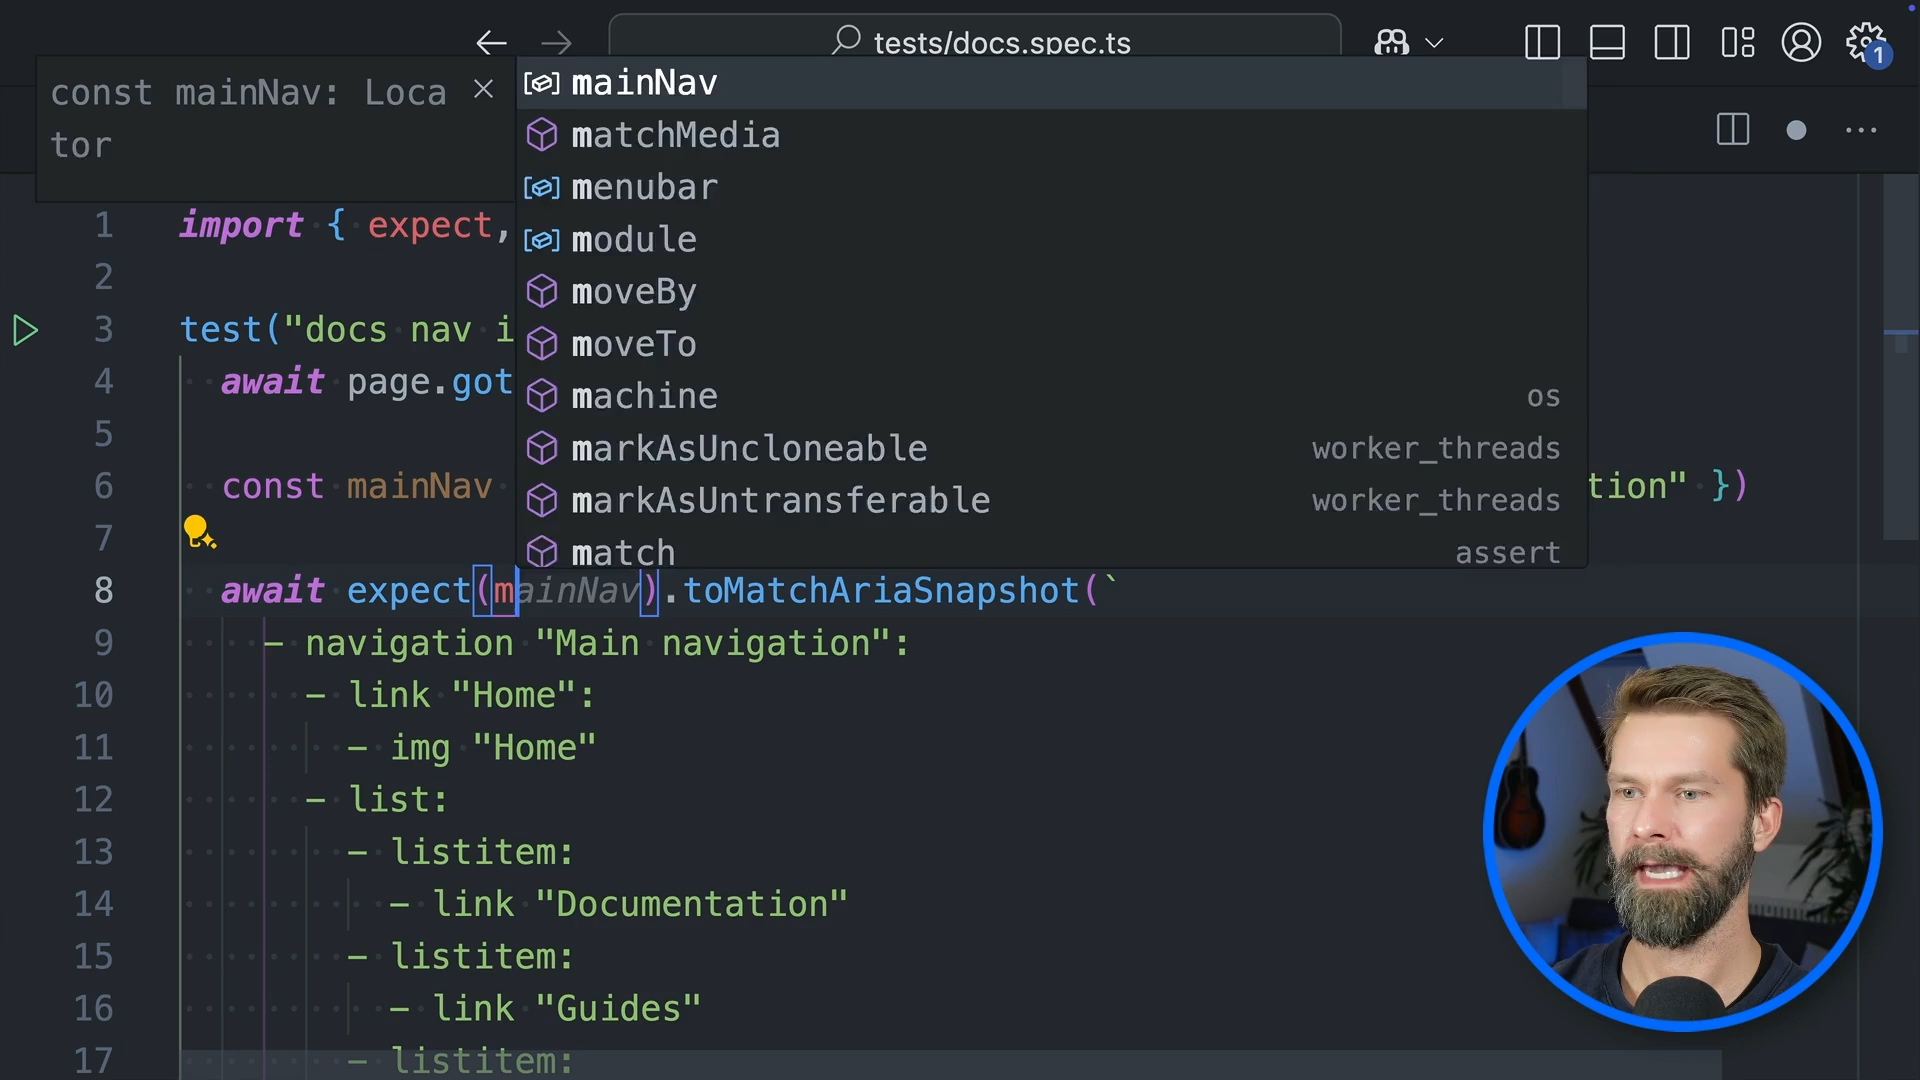 tests/docs.spec.ts
1
const mainNav: Loca
tor
mainNav
matchMedia
menubar
module
moveBy
moveTo
machine os
markAsUncloneable worker_threads
markAsUntransferable worker_threads
match assert
1 import { expect,
2
3 test("docs nav i
4 await page.got
5
6 const mainNav tion" })
7
8 await expect(mainNav).toMatchAriaSnapshot(`
9 - navigation "Main navigation":
10 - link "Home":
11 - img "Home"
12 - list:
13 - listitem:
14 - link "Documentation"
15 - listitem:
16 - link "Guides"
17 - listitem: